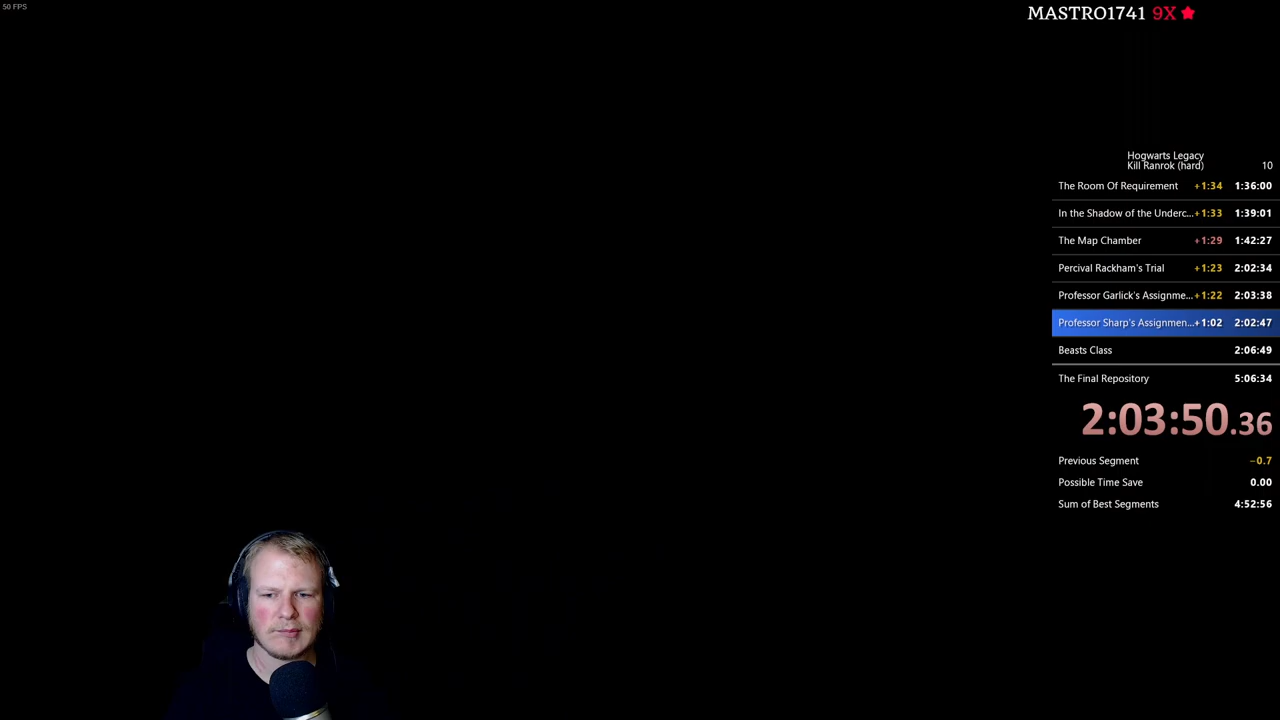 50 FPS
MASTRO1741 9X
Hogwarts Legacy
Kill Ranrok (hard) 10
The Room Of Requirement +1:34 1:36:00
In the Shadow of the Underc... +1:33 1:39:01
The Map Chamber +1:29 1:42:27
Percival Rackham's Trial +1:23 2:02:34
Professor Garlick's Assignme... +1:22 2:03:38
Professor Sharp's Assignmen... +1:02 2:02:47
Beasts Class 2:06:49
The Final Repository 5:06:34
2:03:50.36
Previous Segment −0.7
Possible Time Save 0.00
Sum of Best Segments 4:52:56